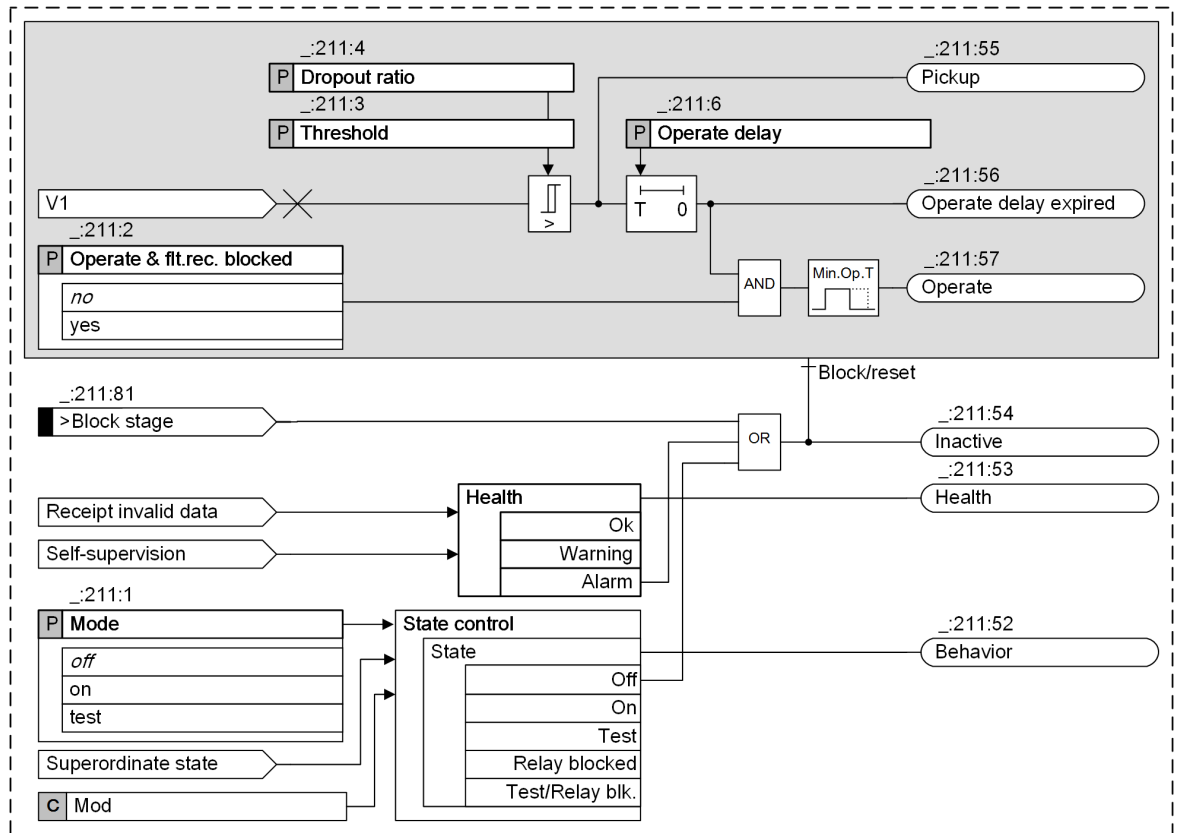 _:211:4
P Dropout ratio
_:211:3
P Threshold
_:211:6
P Operate delay
_:211:55
Pickup
V1
>
T 0
_:211:56
Operate delay expired
_:211:2
P Operate & flt.rec. blocked
no
yes
AND
Min.Op.T
_:211:57
Operate
Block/reset
_:211:81
>Block stage
OR
_:211:54
Inactive
_:211:53
Health
Receipt invalid data
Self-supervision
Health
Ok
Warning
Alarm
_:211:1
P Mode
off
on
test
Superordinate state
C Mod
State control
State
Off
On
Test
Relay blocked
Test/Relay blk.
_:211:52
Behavior